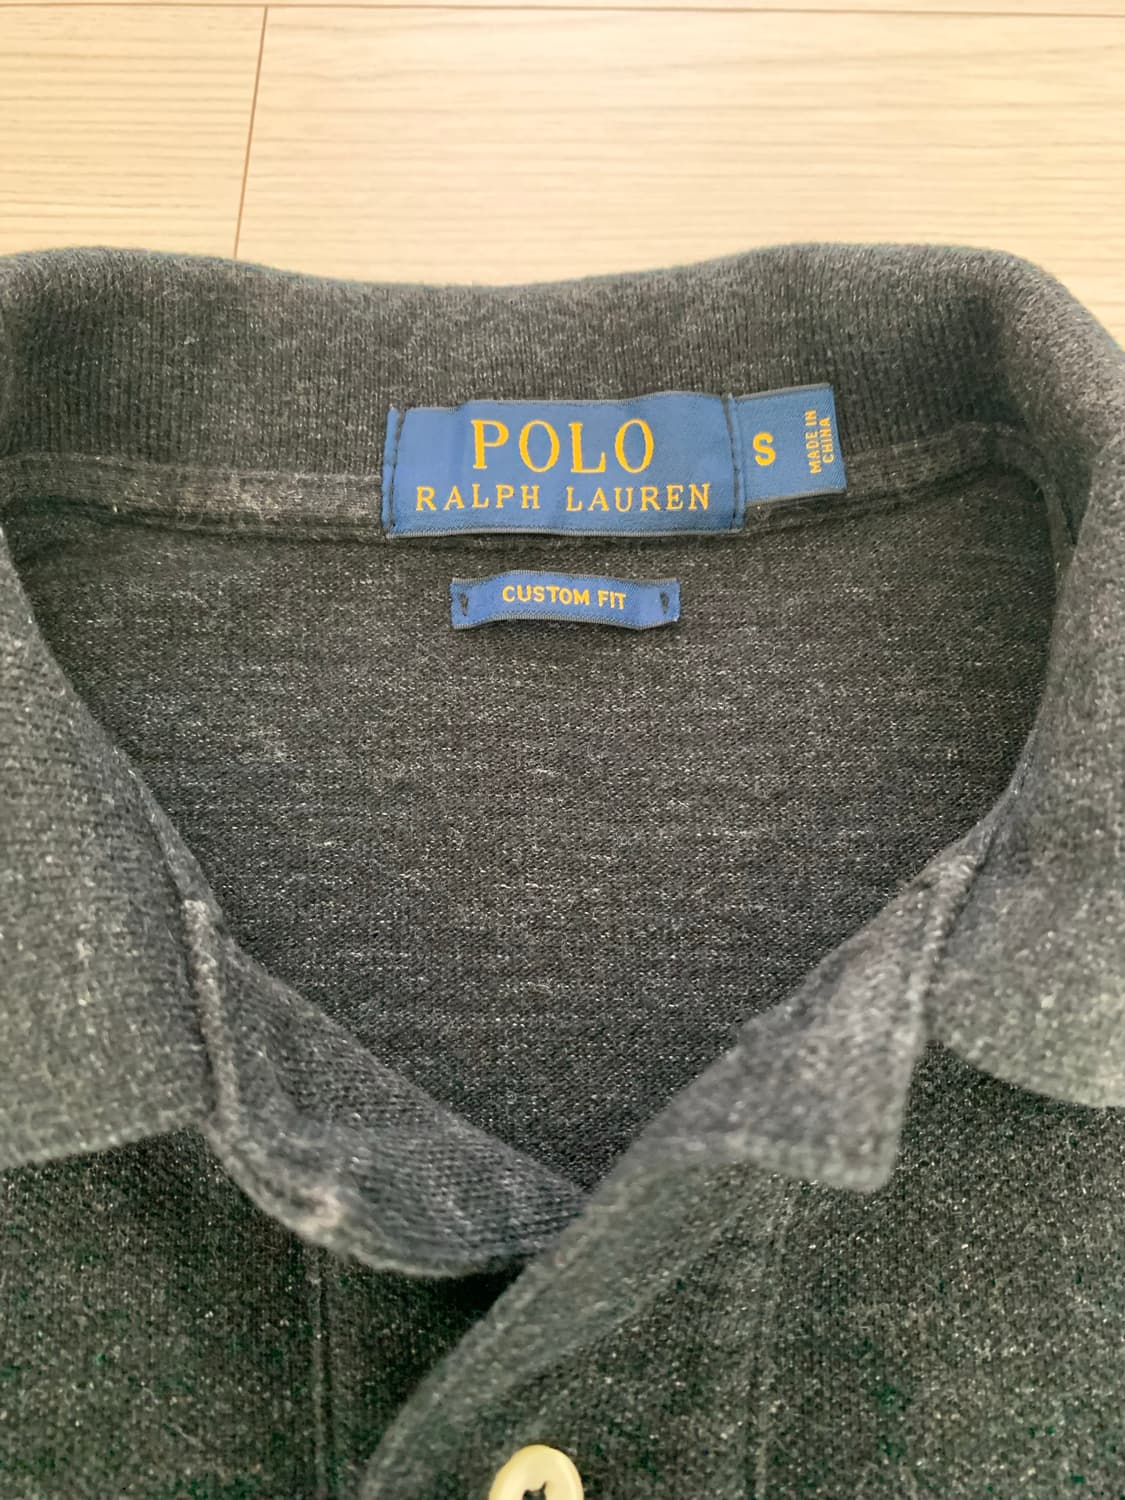 POLO
RALPH LAUREN
S
MADE IN
CHINA
CUSTOM FIT